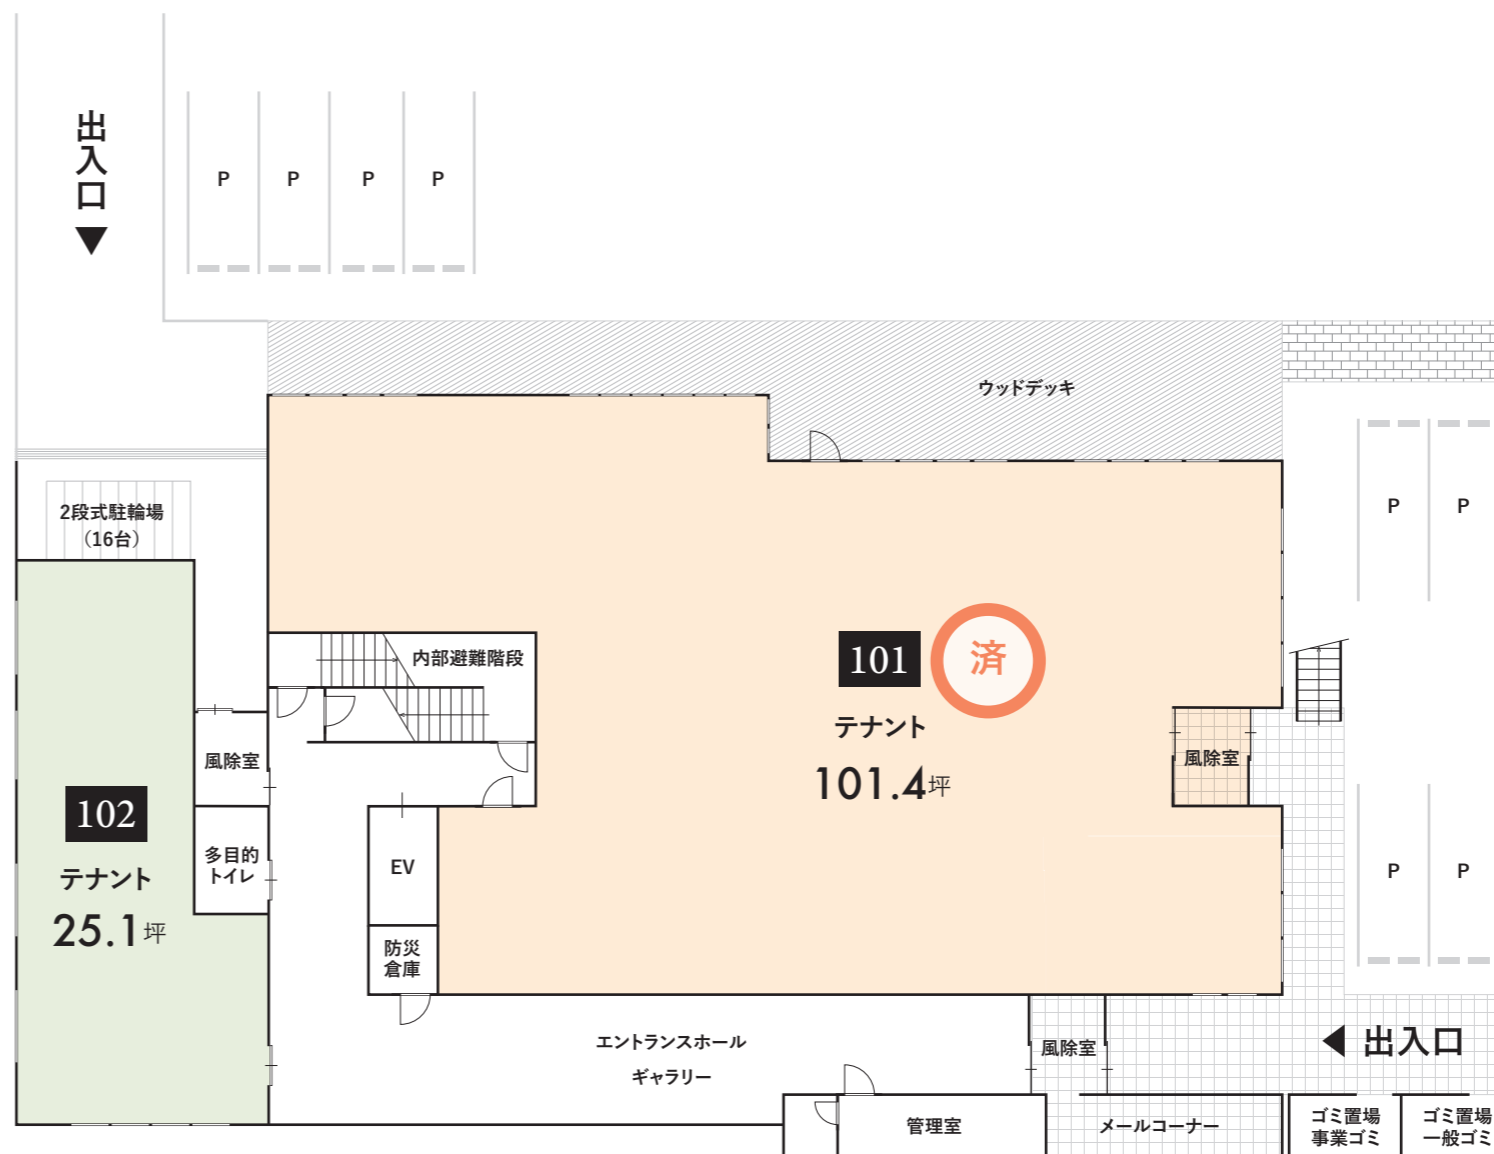 出入口
P
P
P
P
ウッドデッキ
2段式駐輪場
（16台）
P
P
内部避難階段
101
済
テナント
101.4坪
風除室
風除室
102
テナント
25.1坪
多目的
トイレ
EV
P
P
防災
倉庫
エントランスホール
ギャラリー
風除室
出入口
管理室
メールコーナー
ゴミ置場
事業ゴミ
ゴミ置場
一般ゴミ